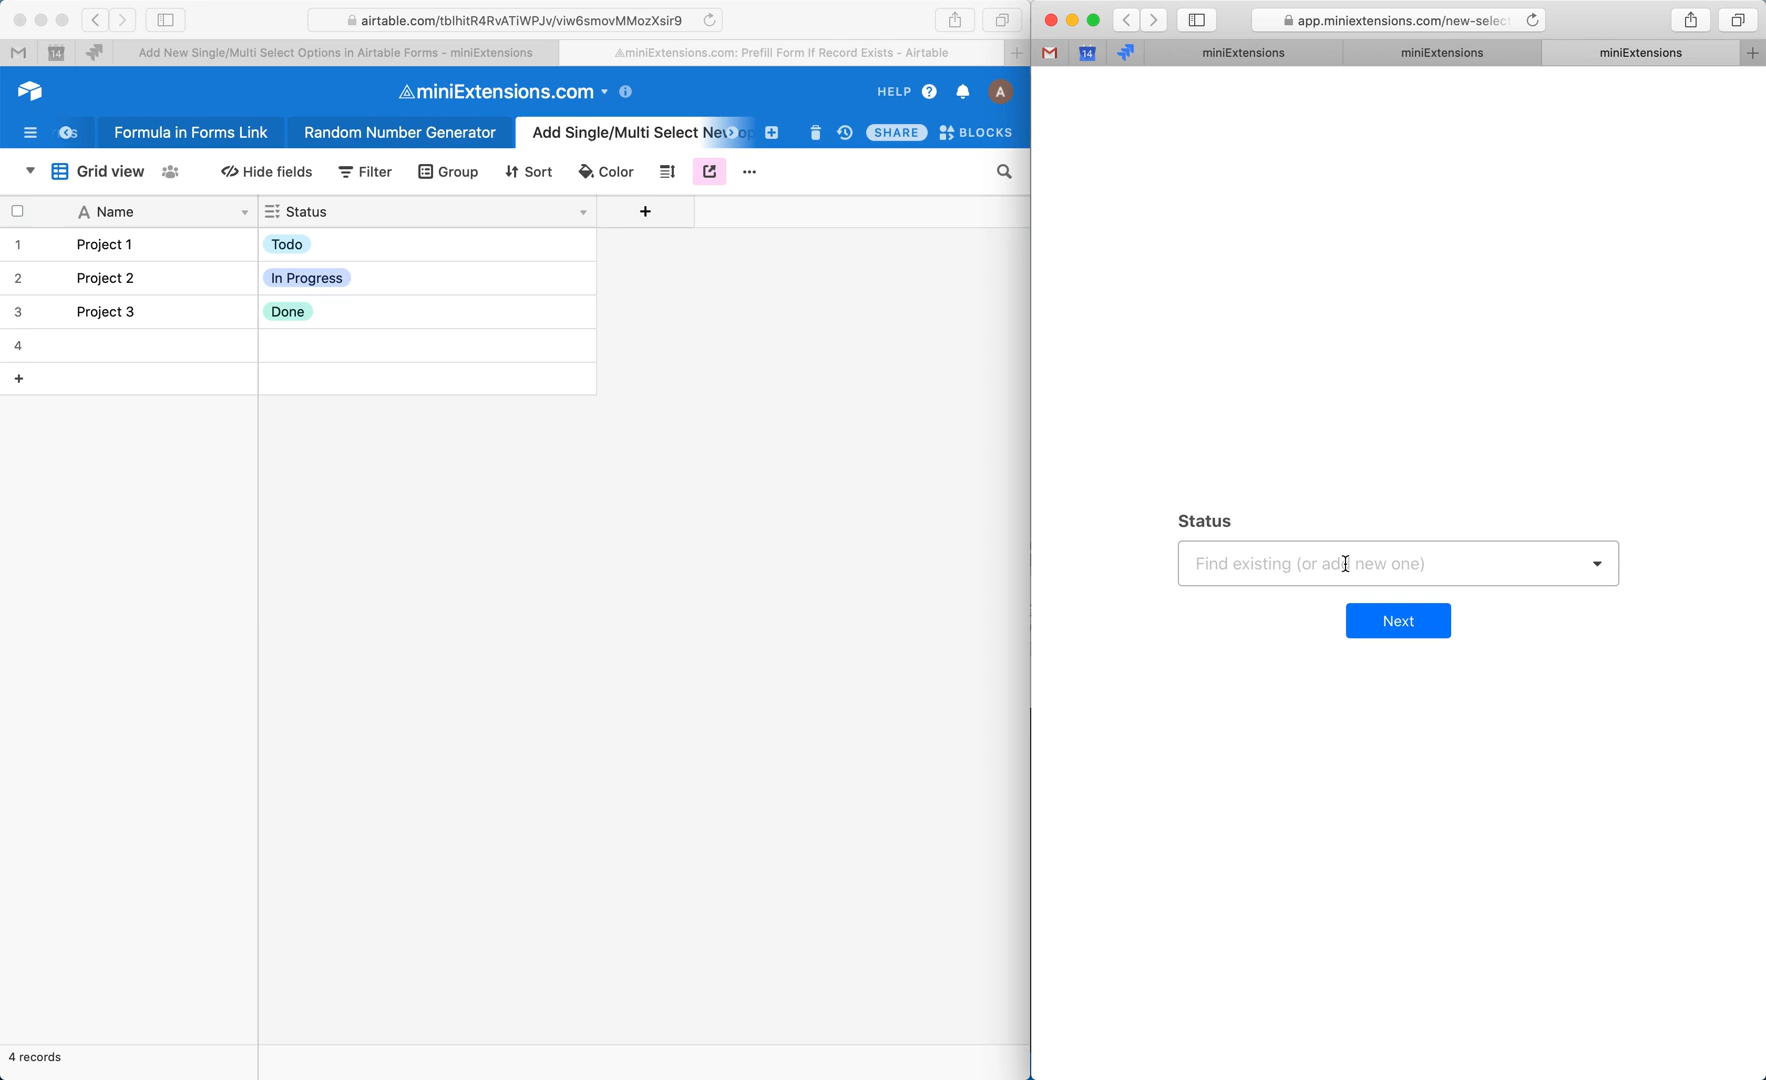 airtable.com/tblhitR4RvATiWPJv/viw6smovMMozXsir9
14
Add New Single/Multi Select Options in Airtable Forms - miniExtensions
miniExtensions.com: Prefill Form If Record Exists - Airtable
miniExtensions.com
HELP
A
Formula in Forms Link
Random Number Generator
Add Single/Multi Select New op
SHARE
BLOCKS
Grid view
Hide fields
Filter
Group
Sort
Color
Name
Status
1 Project 1 Todo
2 Project 2 In Progress
3 Project 3 Done
4
4 records
app.miniextensions.com/new-selec
14
miniExtensions
miniExtensions
miniExtensions
Status
Find existing (or add new one)
Next